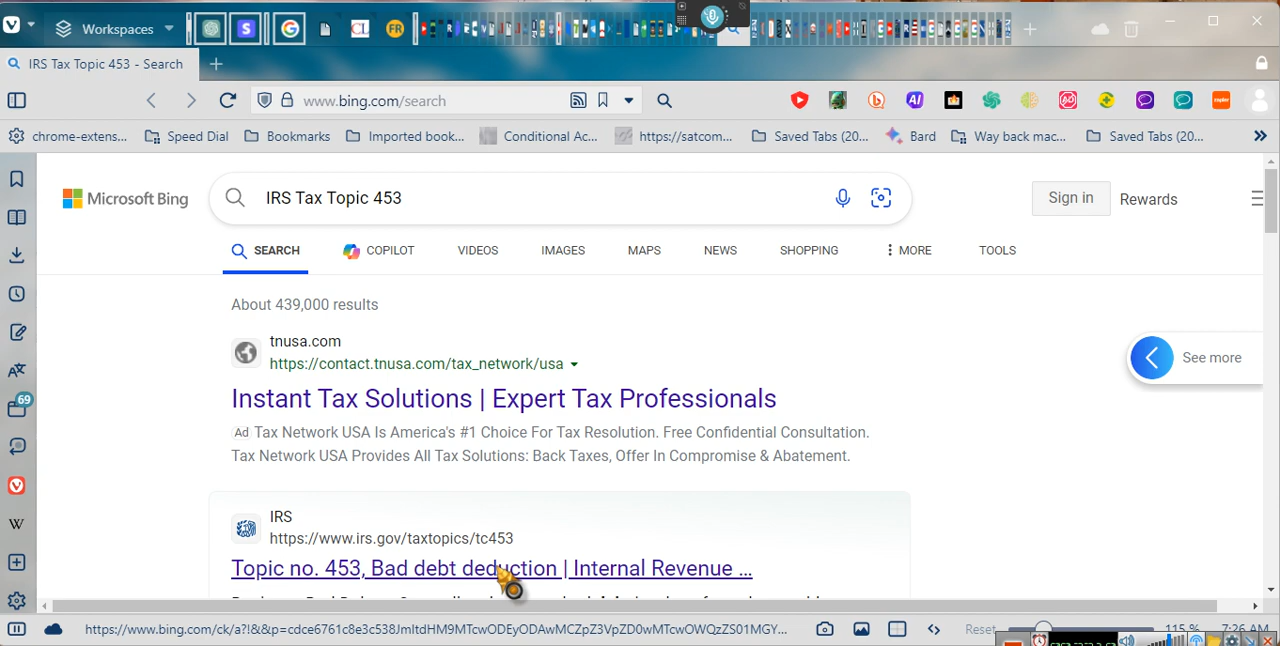 Workspaces
IRS Tax Topic 453 - Search
www.bing.com/search
chrome-extens...
Speed Dial
Bookmarks
Imported book...
Conditional Ac...
https://satcom...
Saved Tabs (20...
Bard
Way back mac...
Saved Tabs (20...
Microsoft Bing
IRS Tax Topic 453
Sign in
Rewards
SEARCH
COPILOT
VIDEOS
IMAGES
MAPS
NEWS
SHOPPING
MORE
TOOLS
About 439,000 results
tnusa.com
https://contact.tnusa.com/tax_network/usa
Instant Tax Solutions | Expert Tax Professionals
Ad Tax Network USA Is America's #1 Choice For Tax Resolution. Free Confidential Consultation.
Tax Network USA Provides All Tax Solutions: Back Taxes, Offer In Compromise & Abatement.
See more
69
IRS
https://www.irs.gov/taxtopics/tc453
Topic no. 453, Bad debt deduction | Internal Revenue ...
https://www.bing.com/ck/a?!&&p=cdce6761c8e3c538JmltdHM9MTcwODEyODAwMCZpZ3VpZD0wMTcwOWQzZS01MGY...
Reset
115 %
7:26 AM